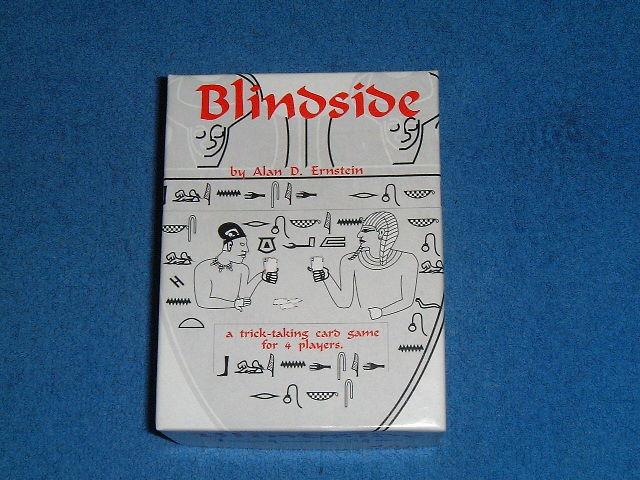 Blindside
by Alan D. Ernstein
a trick-taking card game
for 4 players.